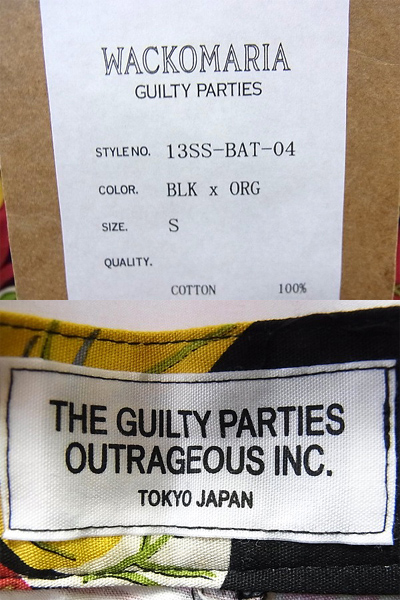 WACKOMARIA
GUILTY PARTIES
STYLE NO. 13SS-BAT-04
COLOR. BLK x ORG
SIZE. S
QUALITY.
COTTON 100%
THE GUILTY PARTIES
OUTRAGEOUS INC.
TOKYO JAPAN